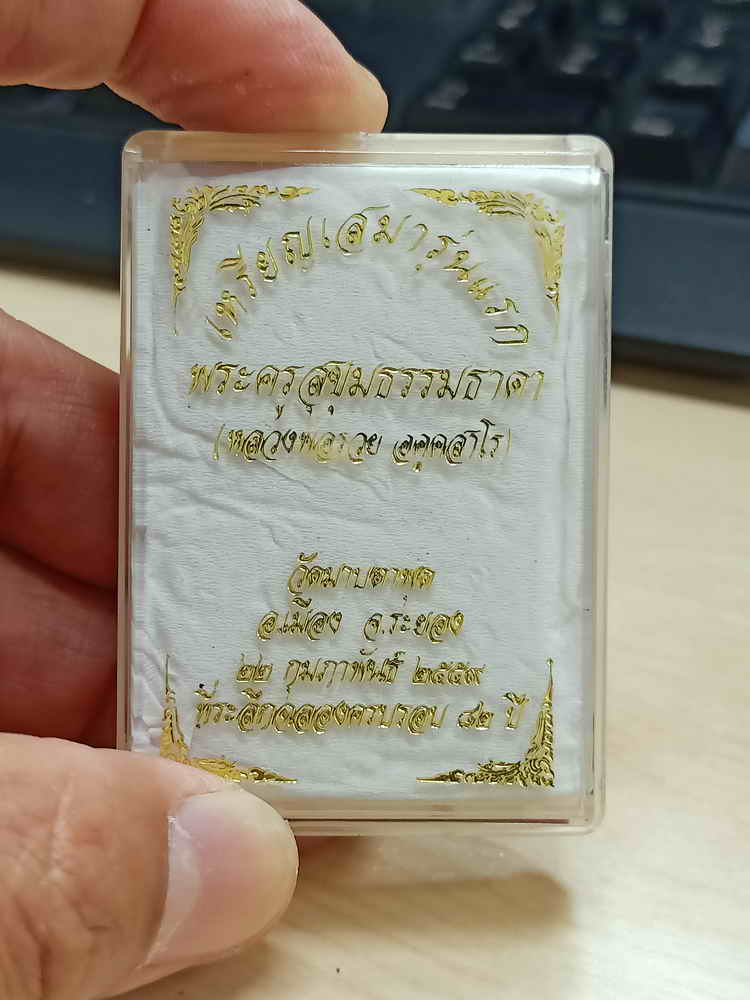 เหรียญเสมารุ่นแรก
พระครูสุขุมธรรมธาดา
(หลวงพ่อรวย อคฺคสาโร)
วัดมาบตาพุด
อ.เมือง จ.ระยอง
๒๒ กุมภาพันธ์ ๒๕๕๙
ที่ระลึกฉลองครบรอบ ๘๒ ปี